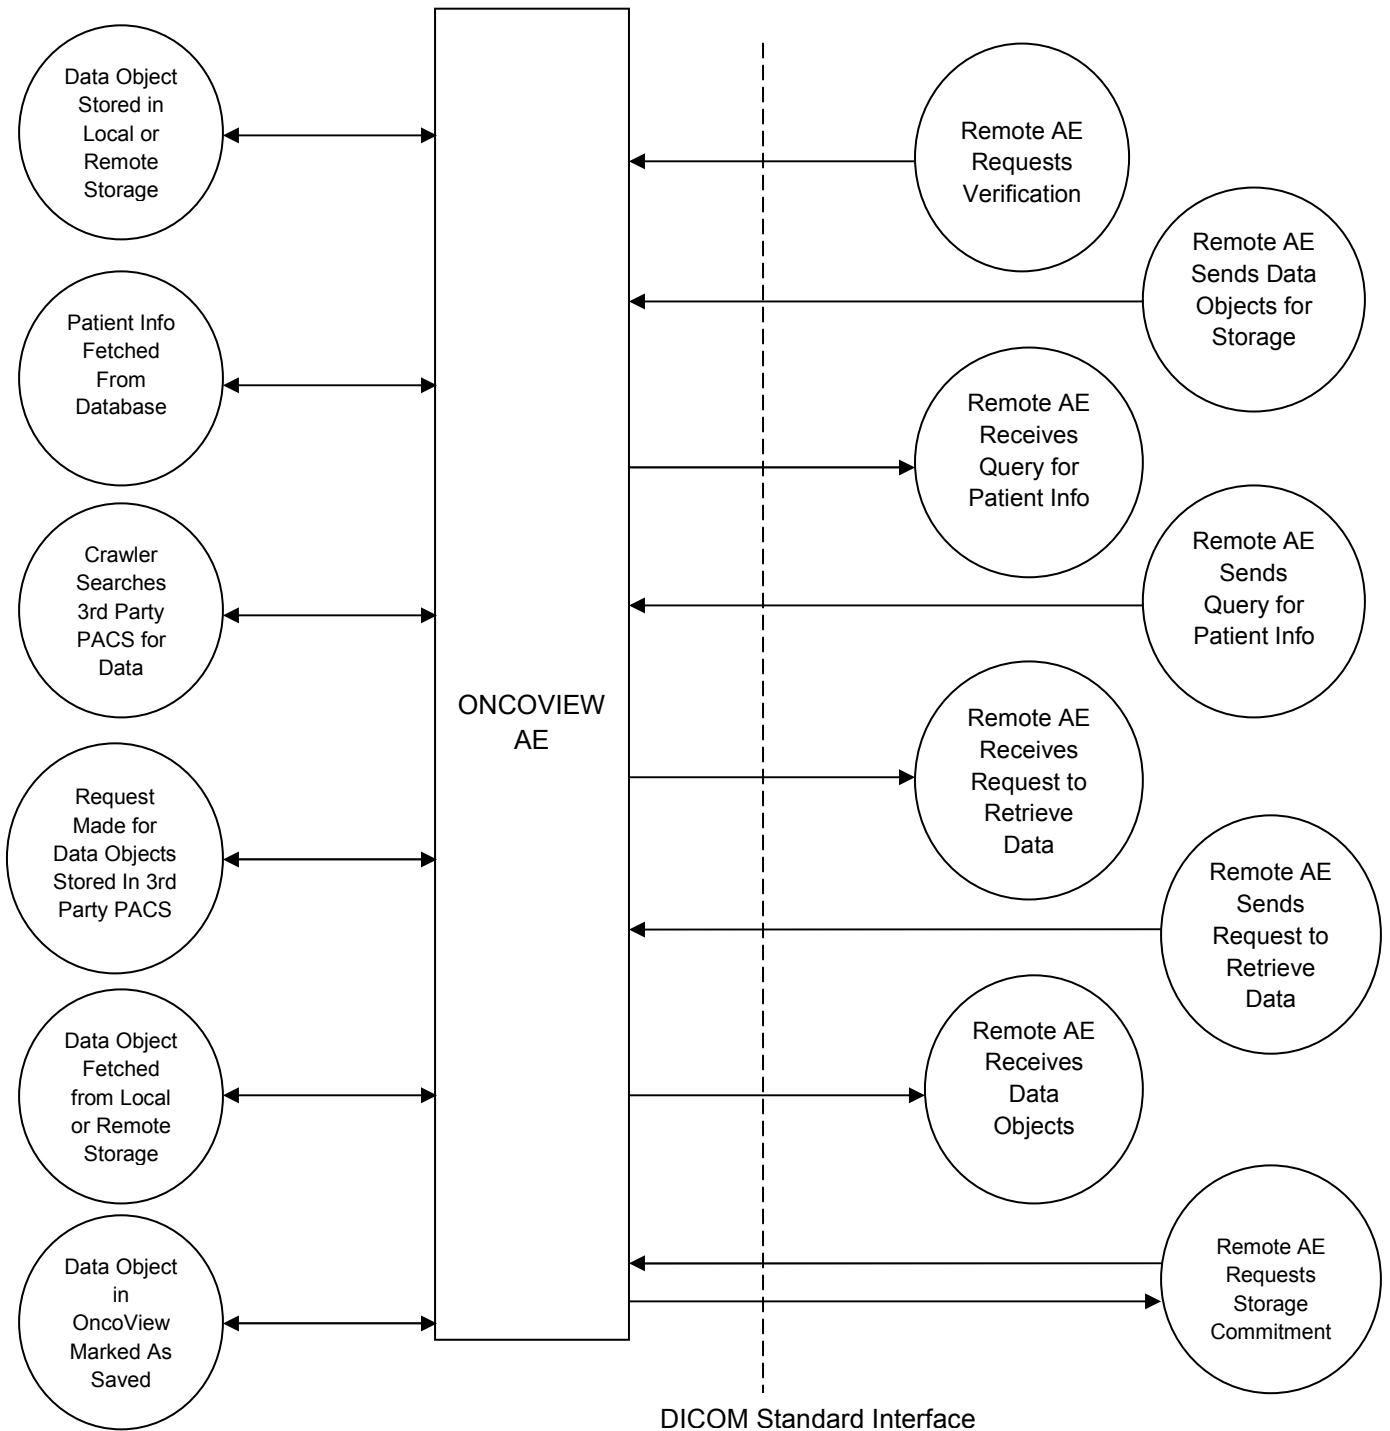 Data Object
Stored in
Local or
Remote
Storage
Patient Info
Fetched
From
Database
Crawler
Searches
3rd Party
PACS for
Data
Request
Made for
Data Objects
Stored In 3rd
Party PACS
Data Object
Fetched
from Local
or Remote
Storage
Data Object
in
OncoView
Marked As
Saved
ONCOVIEW
AE
Remote AE
Requests
Verification
Remote AE
Sends Data
Objects for
Storage
Remote AE
Receives
Query for
Patient Info
Remote AE
Sends
Query for
Patient Info
Remote AE
Receives
Request to
Retrieve
Data
Remote AE
Sends
Request to
Retrieve
Data
Remote AE
Receives
Data
Objects
Remote AE
Requests
Storage
Commitment
DICOM Standard Interface